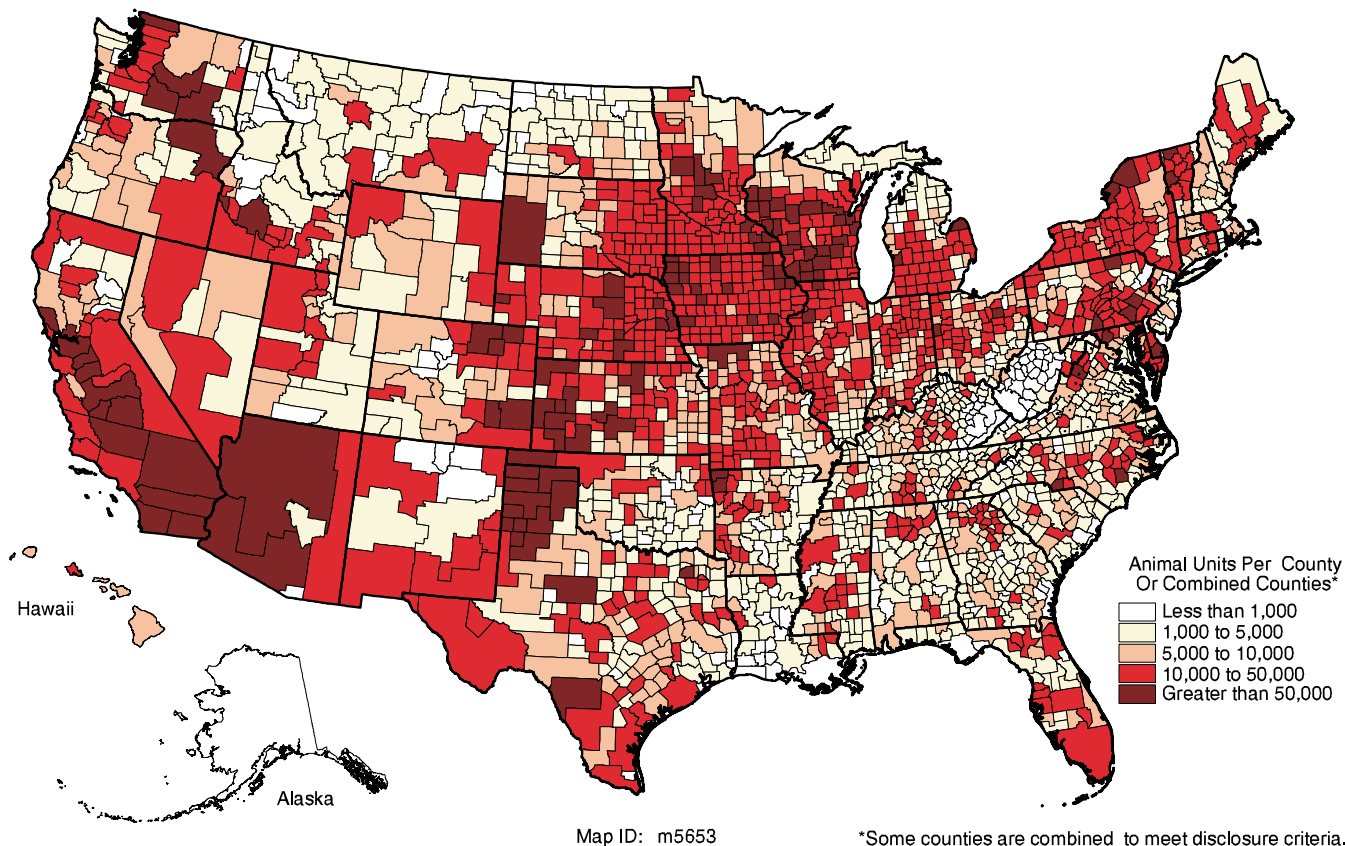 Animal Units Per County
Or Combined Counties*
Less than 1,000
1,000 to 5,000
5,000 to 10,000
10,000 to 50,000
Greater than 50,000
Hawaii
Alaska
Map ID: m5653
*Some counties are combined to meet disclosure criteria.